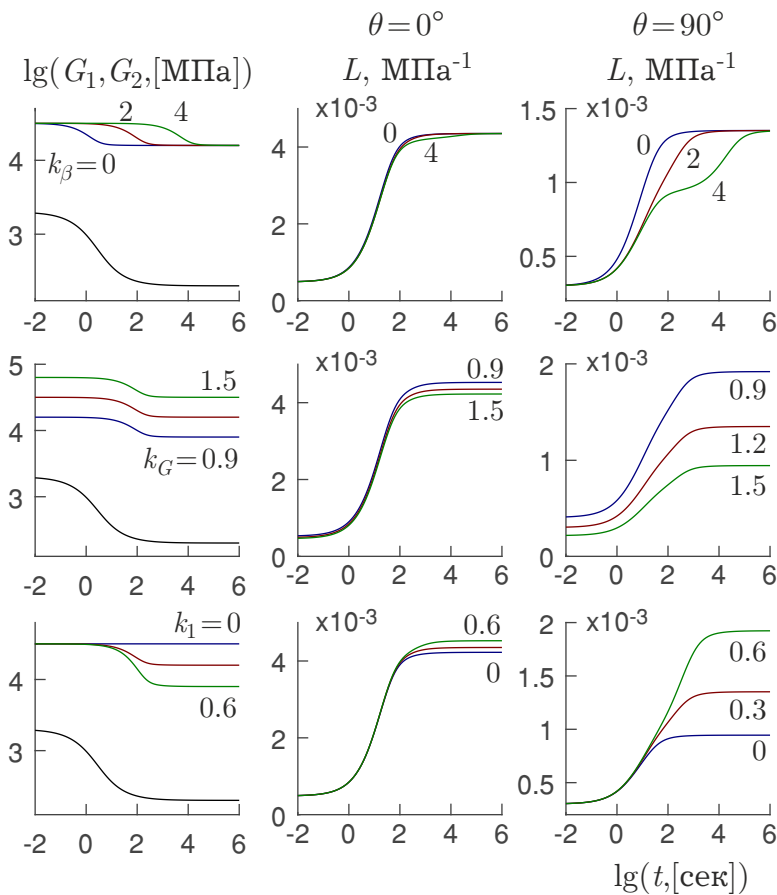 θ=0° θ=90°
lg(G₁,G₂,[МПа]) L, МПа⁻¹ L, МПа⁻¹
x10⁻³ x10⁻³
1.5
2 4
4 0 0 2
4 k_β=0 4 1 4
2
3 0.5
0
-2 0 2 4 6 -2 0 2 4 6 -2 0 2 4 6
x10⁻³ x10⁻³
5 2
1.5 0.9 0.9
4 4 1.5
k_G=0.9 1 1.2
3 2 1.5
0 0
-2 0 2 4 6 -2 0 2 4 6 -2 0 2 4 6
x10⁻³ x10⁻³
k₁=0 0.6 2 0.6
4 4 0 1.5
0.6 0.3
3 2 1 0
0 0.5
-2 0 2 4 6 -2 0 2 4 6 -2 0 2 4 6
lg(t,[сек])